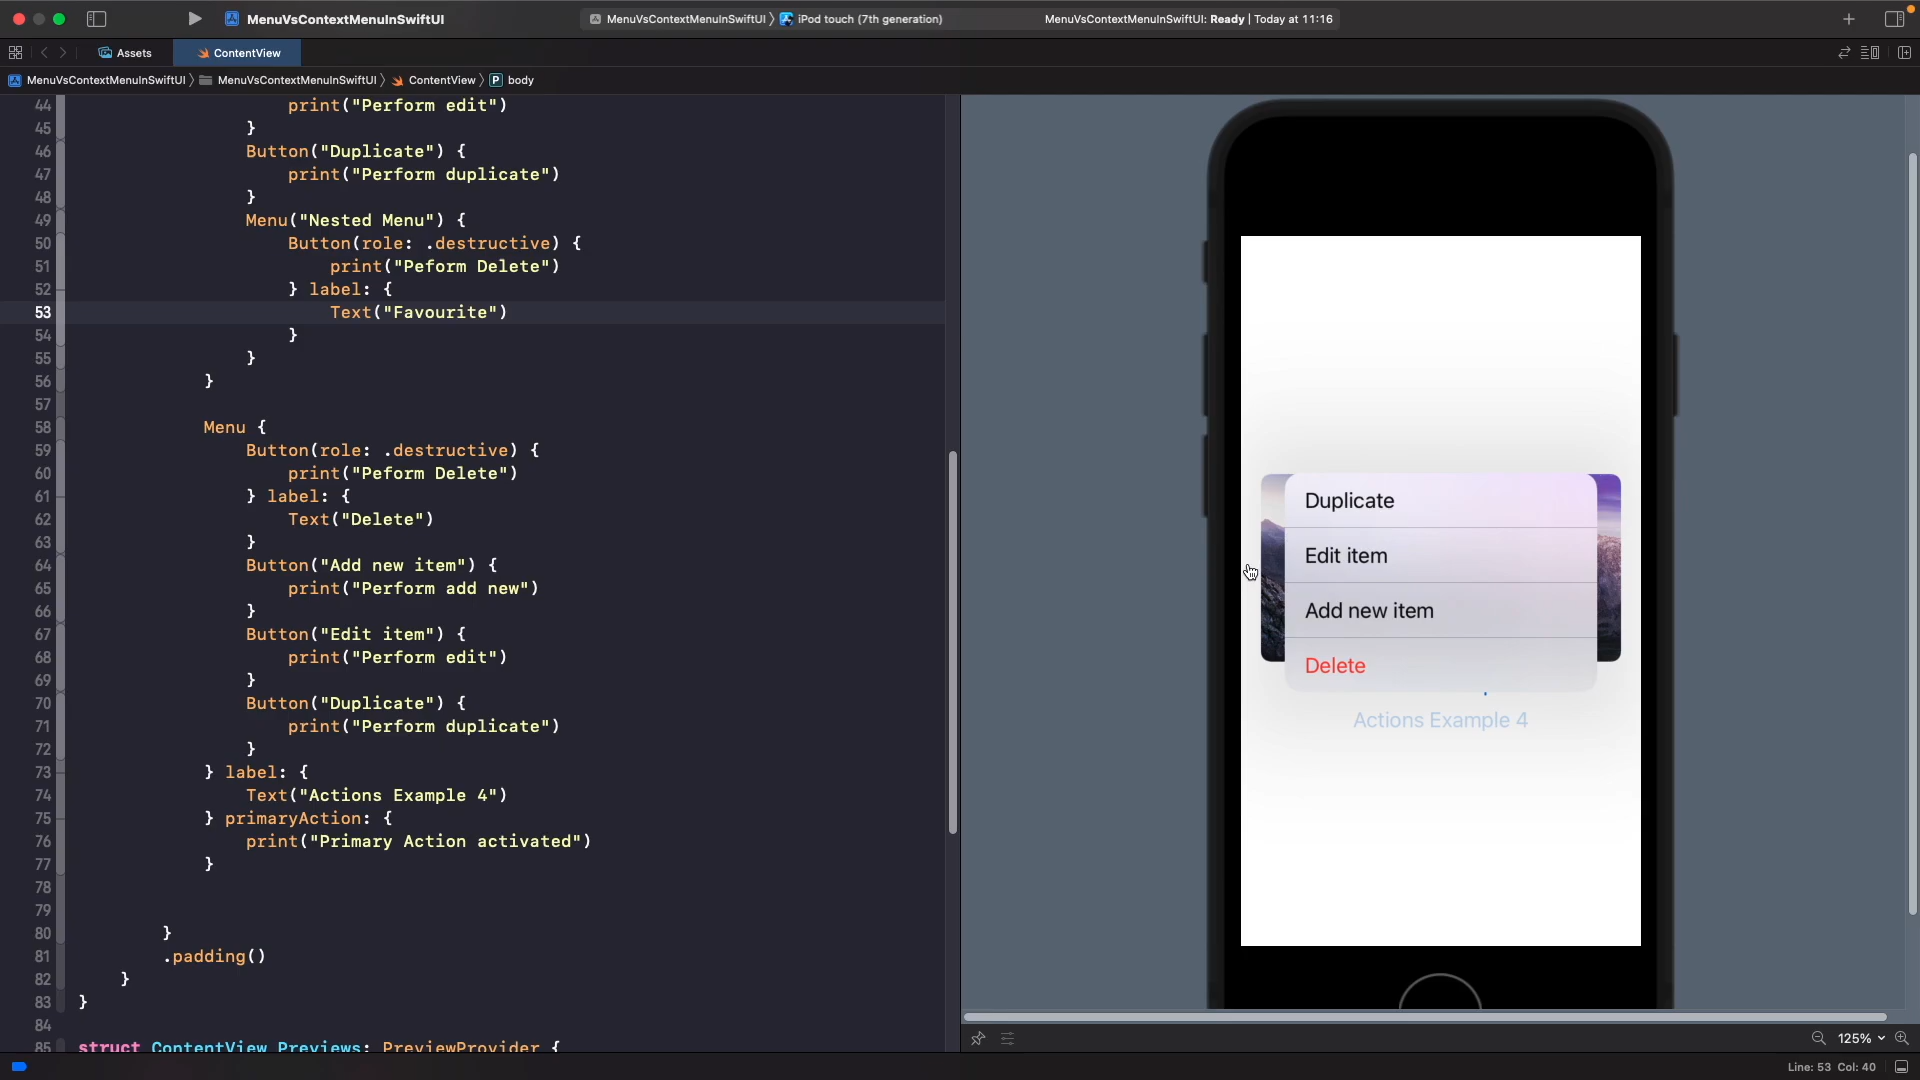 MenuVsContextMenuInSwiftUI
MenuVsContextMenuInSwiftUI 〉 iPod touch (7th generation)
MenuVsContextMenuInSwiftUI: Ready | Today at 11:16
Assets
ContentView
MenuVsContextMenuInSwiftUI 〉 MenuVsContextMenuInSwiftUI 〉 ContentView 〉 P body
44 print("Perform edit")
45 }
46 Button("Duplicate") {
47 print("Perform duplicate")
48 }
49 Menu("Nested Menu") {
50 Button(role: .destructive) {
51 print("Peform Delete")
52 } label: {
53 Text("Favourite")
54 }
55 }
56 }
57
58 Menu {
59 Button(role: .destructive) {
60 print("Peform Delete")
61 } label: {
62 Text("Delete")
63 }
64 Button("Add new item") {
65 print("Perform add new")
66 }
67 Button("Edit item") {
68 print("Perform edit")
69 }
70 Button("Duplicate") {
71 print("Perform duplicate")
72 }
73 } label: {
74 Text("Actions Example 4")
75 } primaryAction: {
76 print("Primary Action activated")
77 }
78
79
80 }
81 .padding()
82 }
83 }
84
85 struct ContentView_Previews: PreviewProvider {
Duplicate
Edit item
Add new item
Delete
Actions Example 4
125%
Line: 53 Col: 40